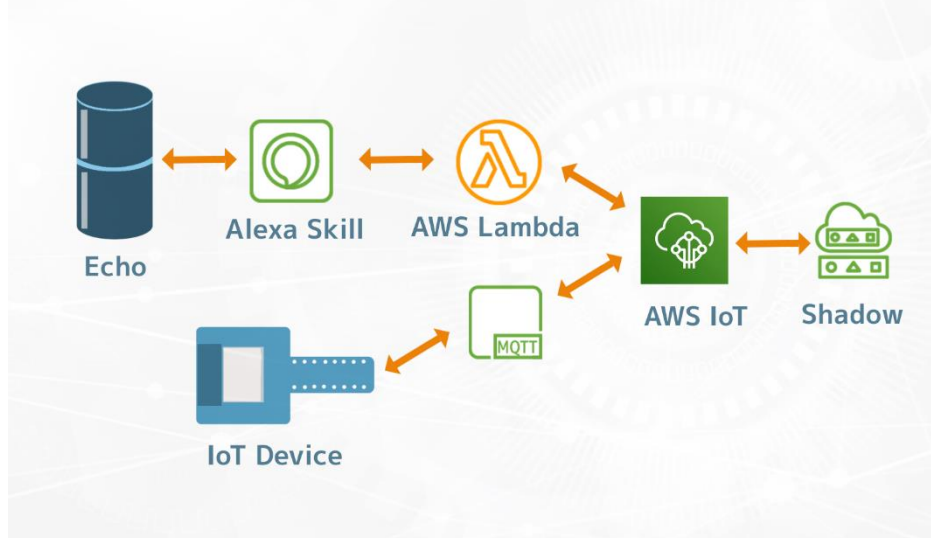 Echo
Alexa Skill
AWS Lambda
AWS IoT
Shadow
MQTT
IoT Device